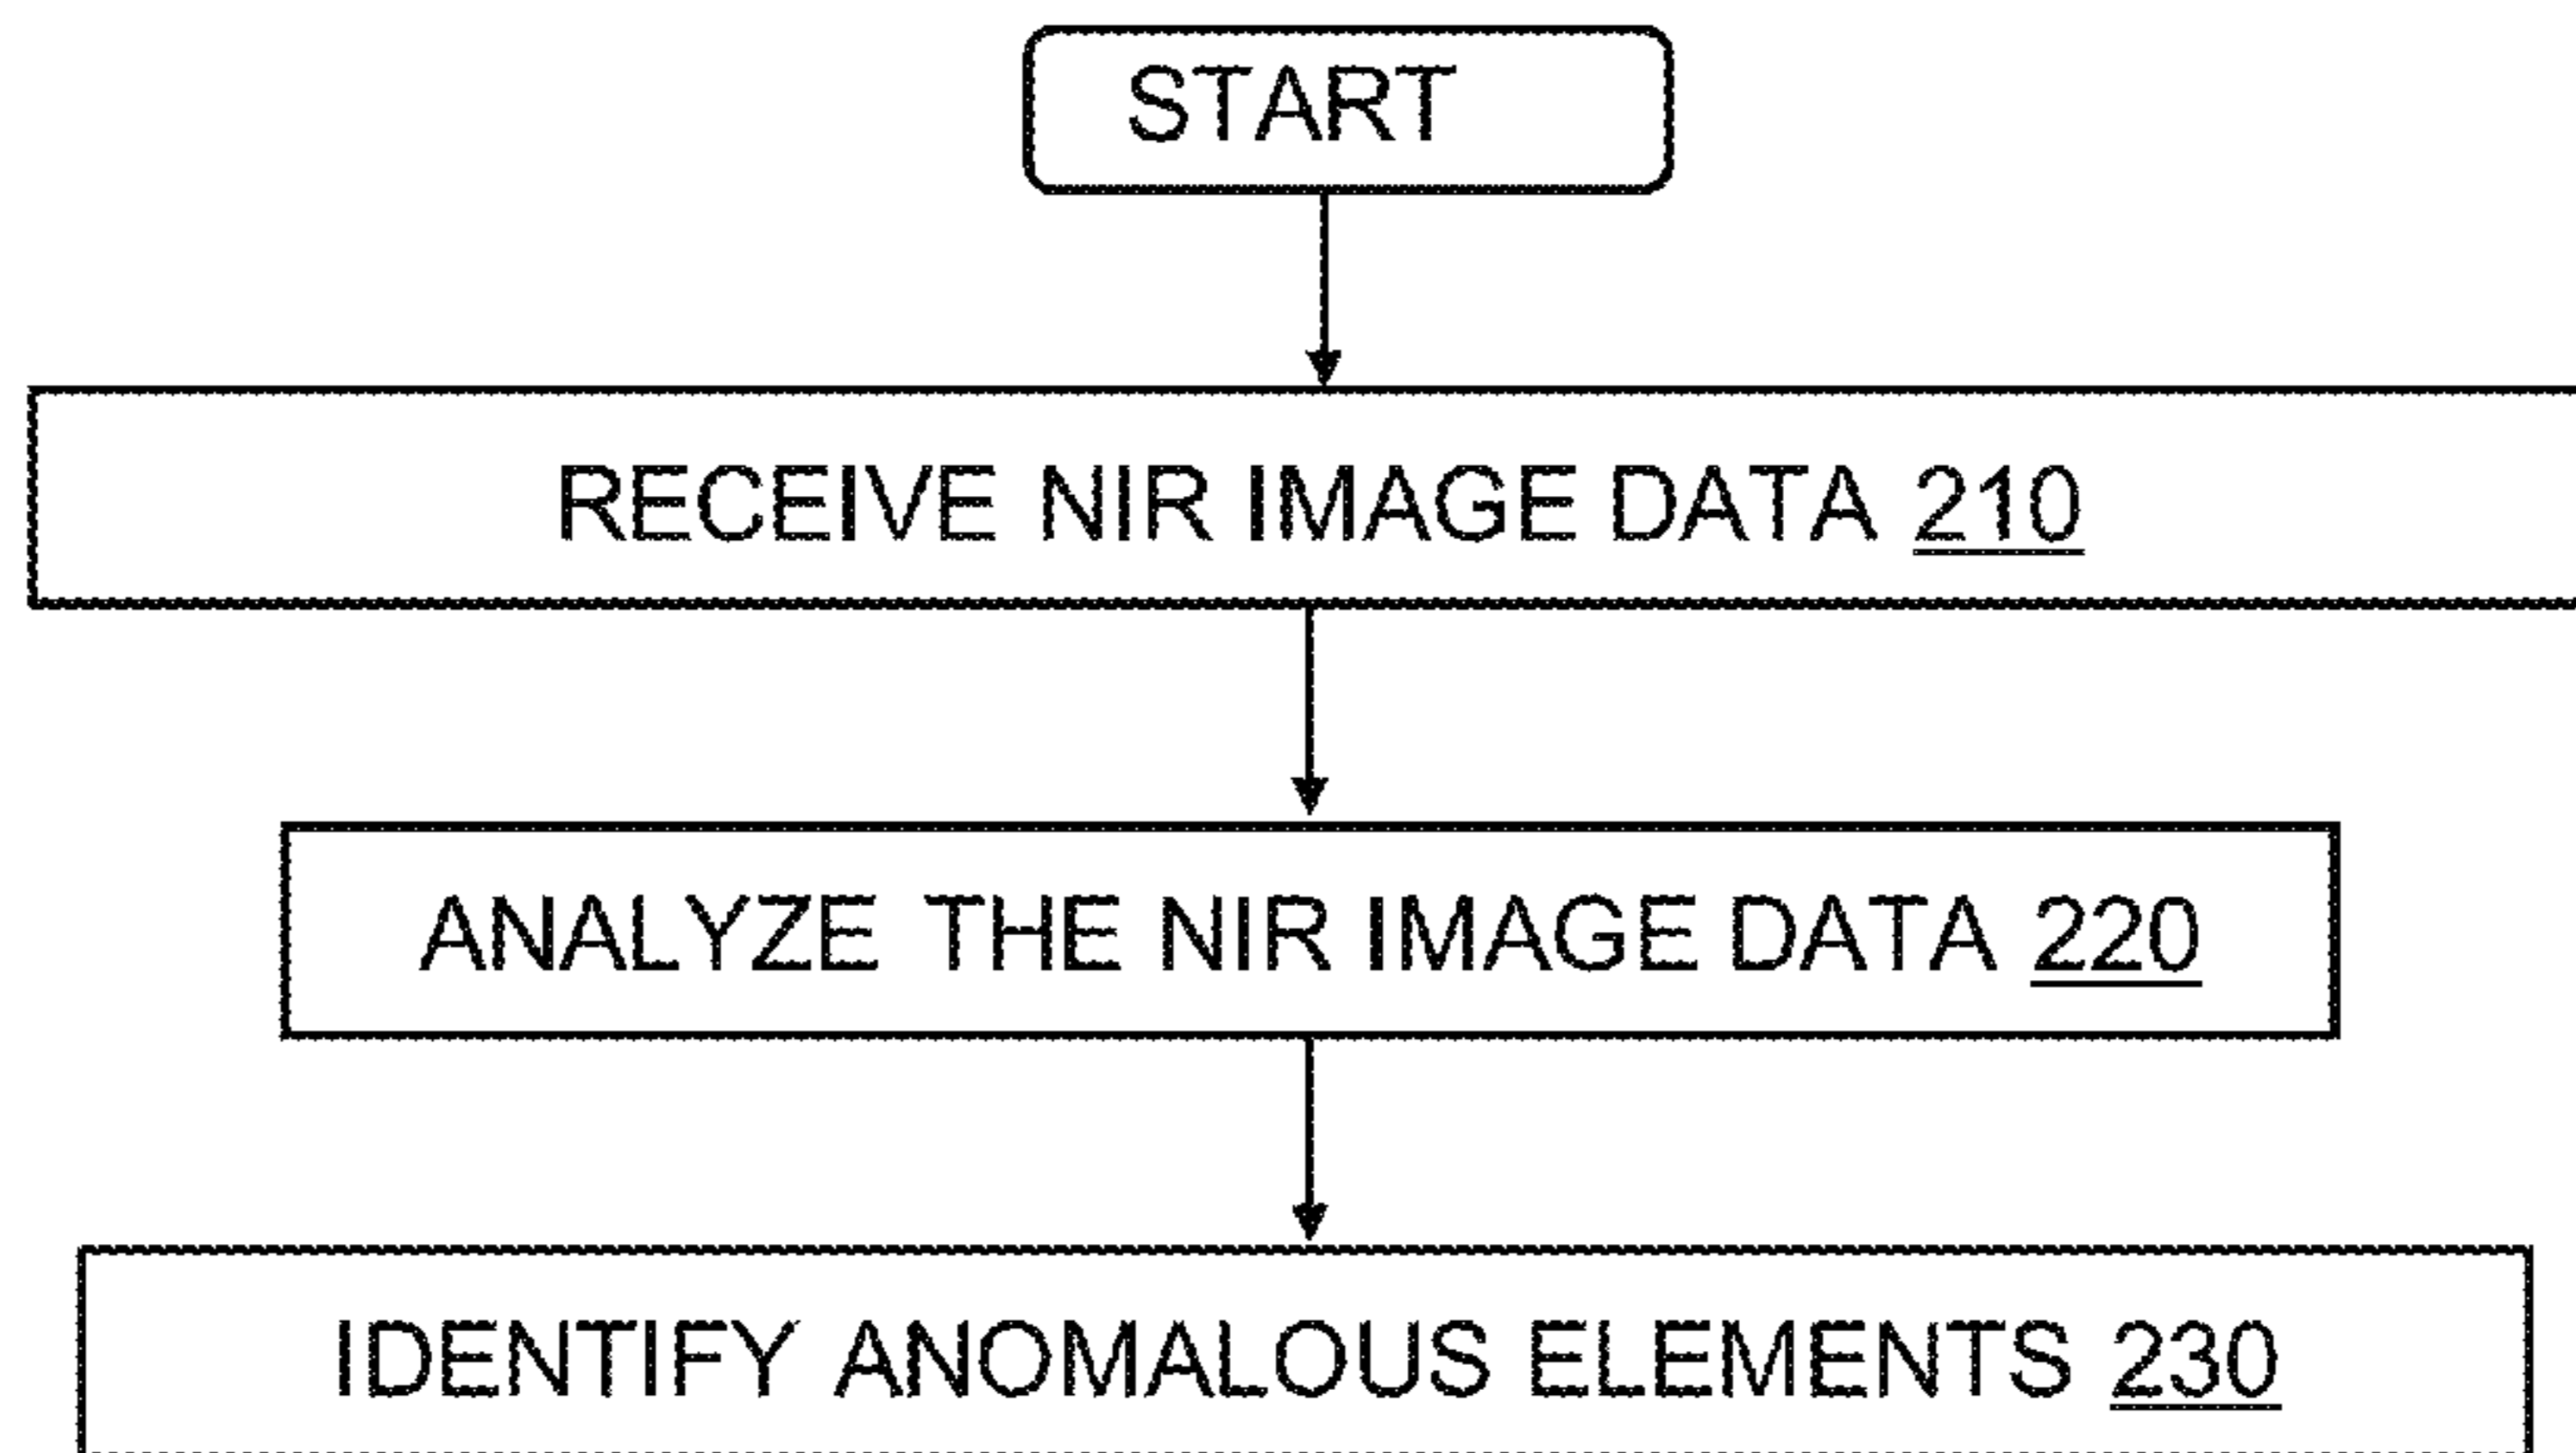 START
RECEIVE NIR IMAGE DATA 210
ANALYZE THE NIR IMAGE DATA 220
IDENTIFY ANOMALOUS ELEMENTS 230